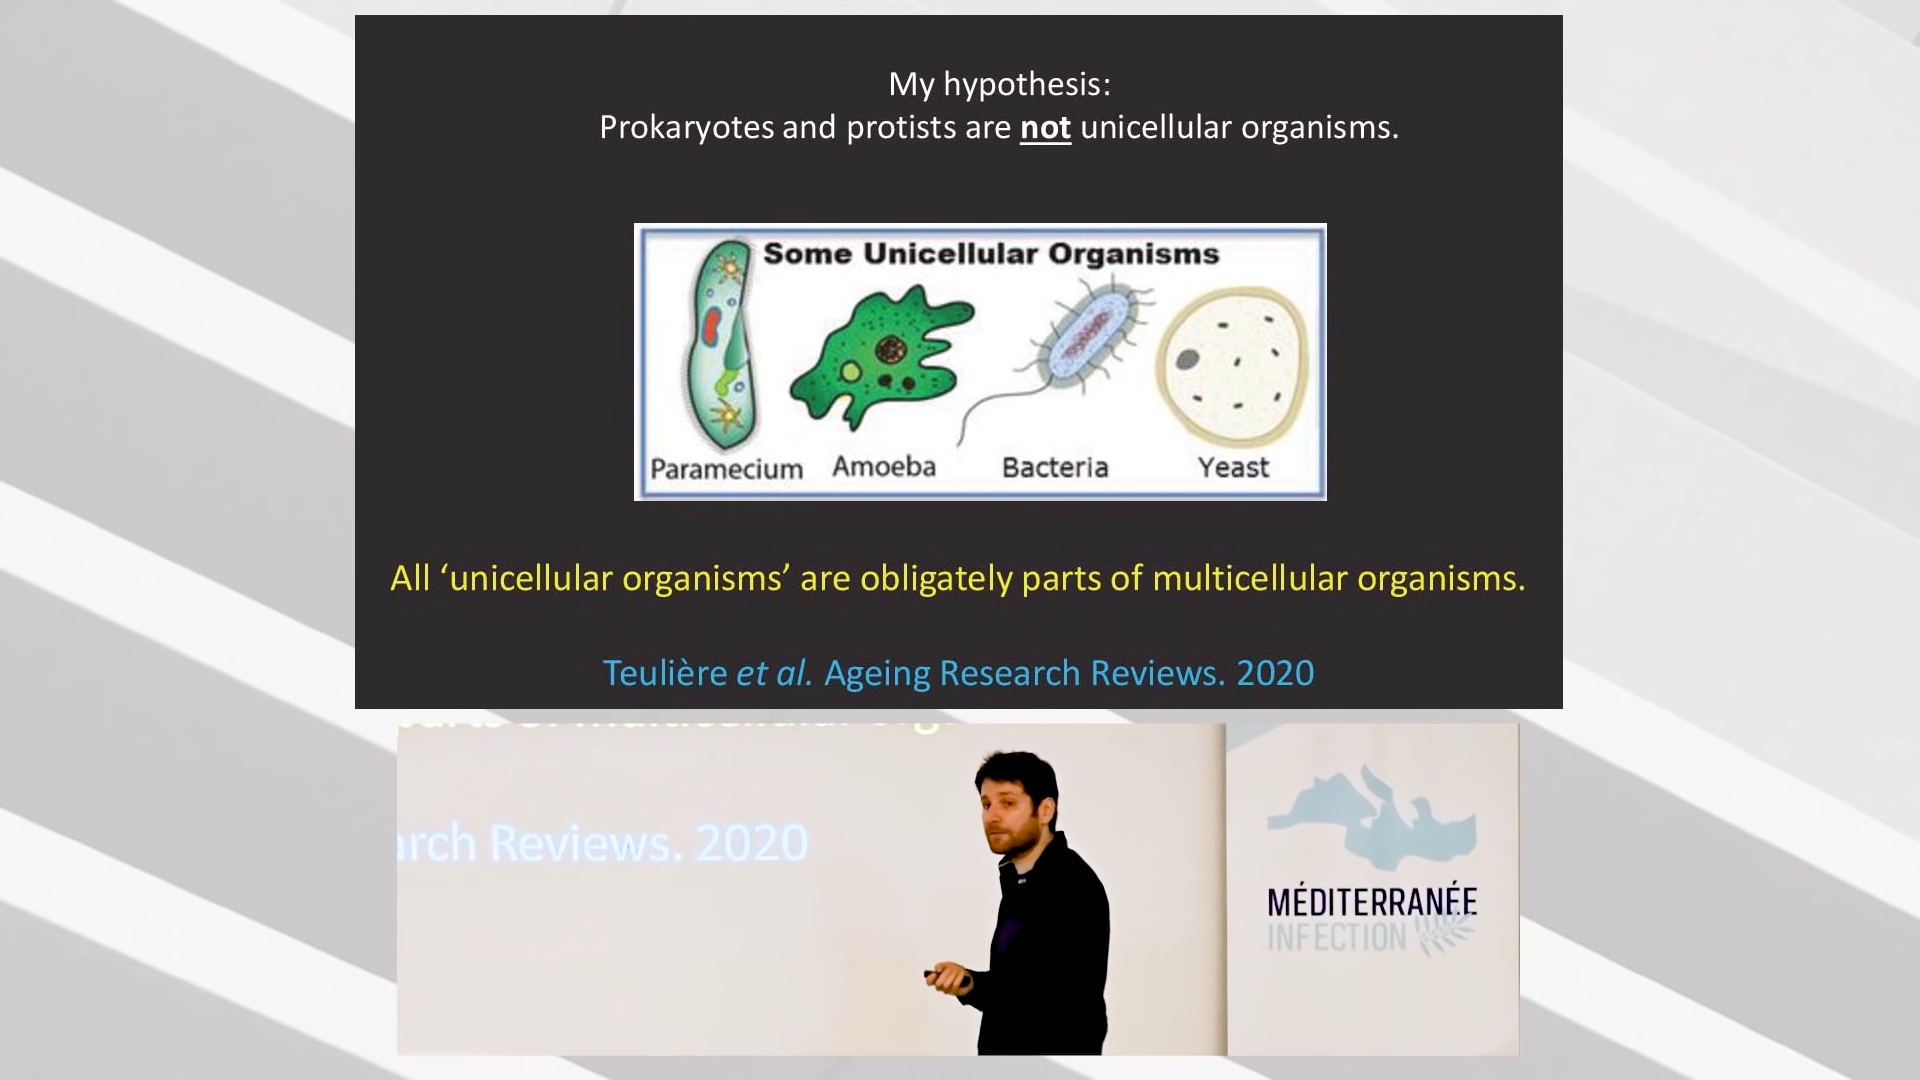 My hypothesis:
Prokaryotes and protists are not unicellular organisms.
Some Unicellular Organisms
Paramecium Amoeba Bacteria Yeast
All ‘unicellular organisms’ are obligately parts of multicellular organisms.
Teulière et al. Ageing Research Reviews. 2020
Reviews. 2020
MÉDITERRANÉE
INFECTION